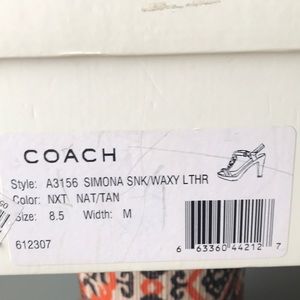 COACH
Style: A3156 SIMONA SNK/WAXY LTHR
Color: NXT NAT/TAN
Size: 8.5 Width: M
612307
6 63360 44212 7